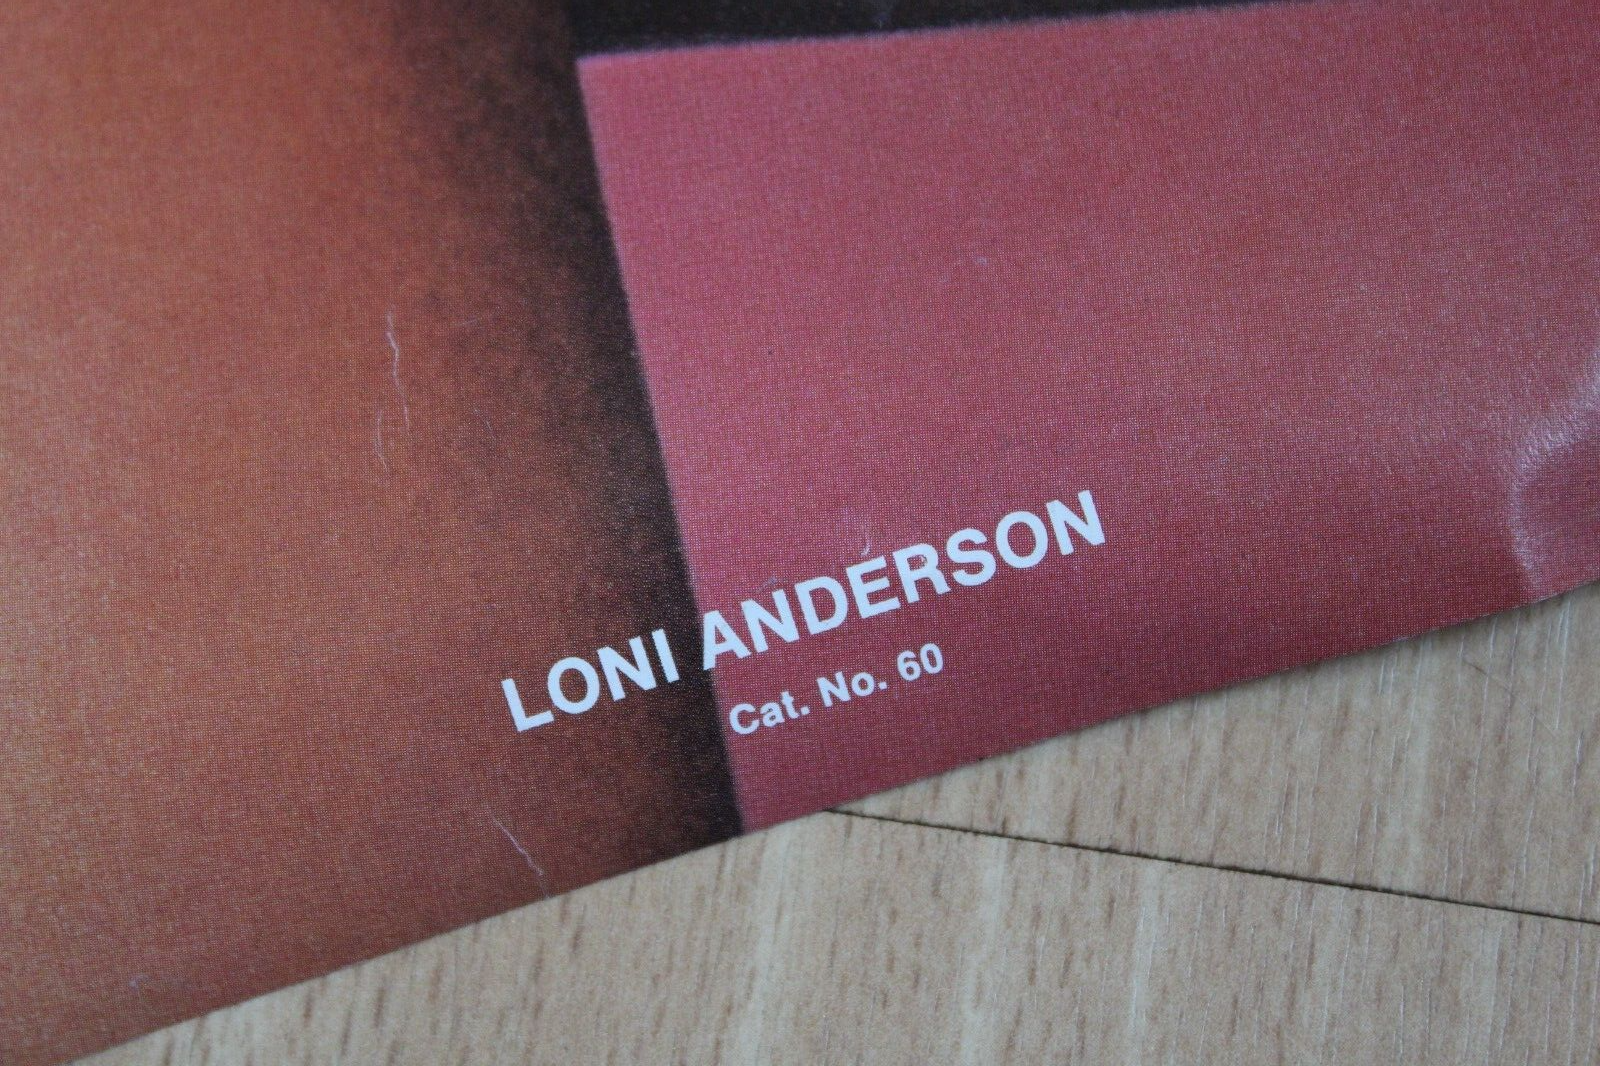 LONI ANDERSON
Cat. No. 60